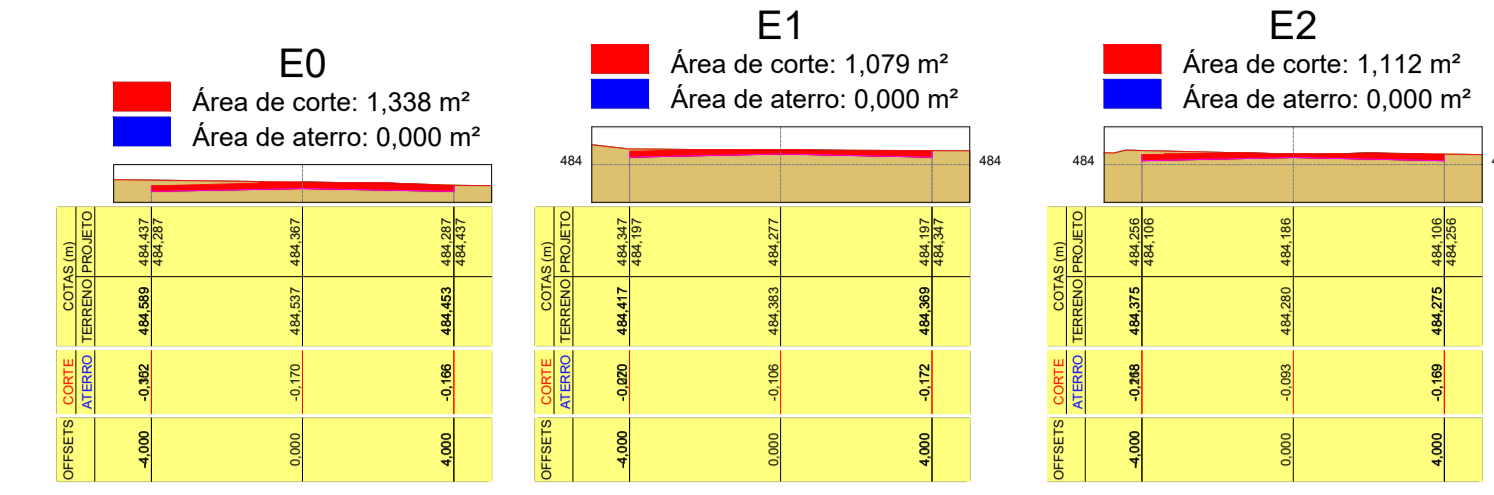 E0
Área de corte: 1,338 m²
Área de aterro: 0,000 m²
COTAS (m)
PROJETO
484,437
484,287
484,367
484,287
484,437
TERRENO
484,589
484,537
484,453
CORTE
ATERRO
-0,170
-0,166
OFFSETS
-4,000
0,000
4,000
E1
Área de corte: 1,079 m²
Área de aterro: 0,000 m²
484
484
COTAS (m)
PROJETO
484,347
484,197
484,277
484,197
484,347
TERRENO
484,417
484,383
484,369
CORTE
ATERRO
-0,106
-0,172
OFFSETS
-4,000
0,000
4,000
E2
Área de corte: 1,112 m²
Área de aterro: 0,000 m²
484
COTAS (m)
PROJETO
484,256
484,106
484,186
484,106
484,256
TERRENO
484,375
484,280
484,275
CORTE
ATERRO
-0,093
-0,169
OFFSETS
-4,000
0,000
4,000